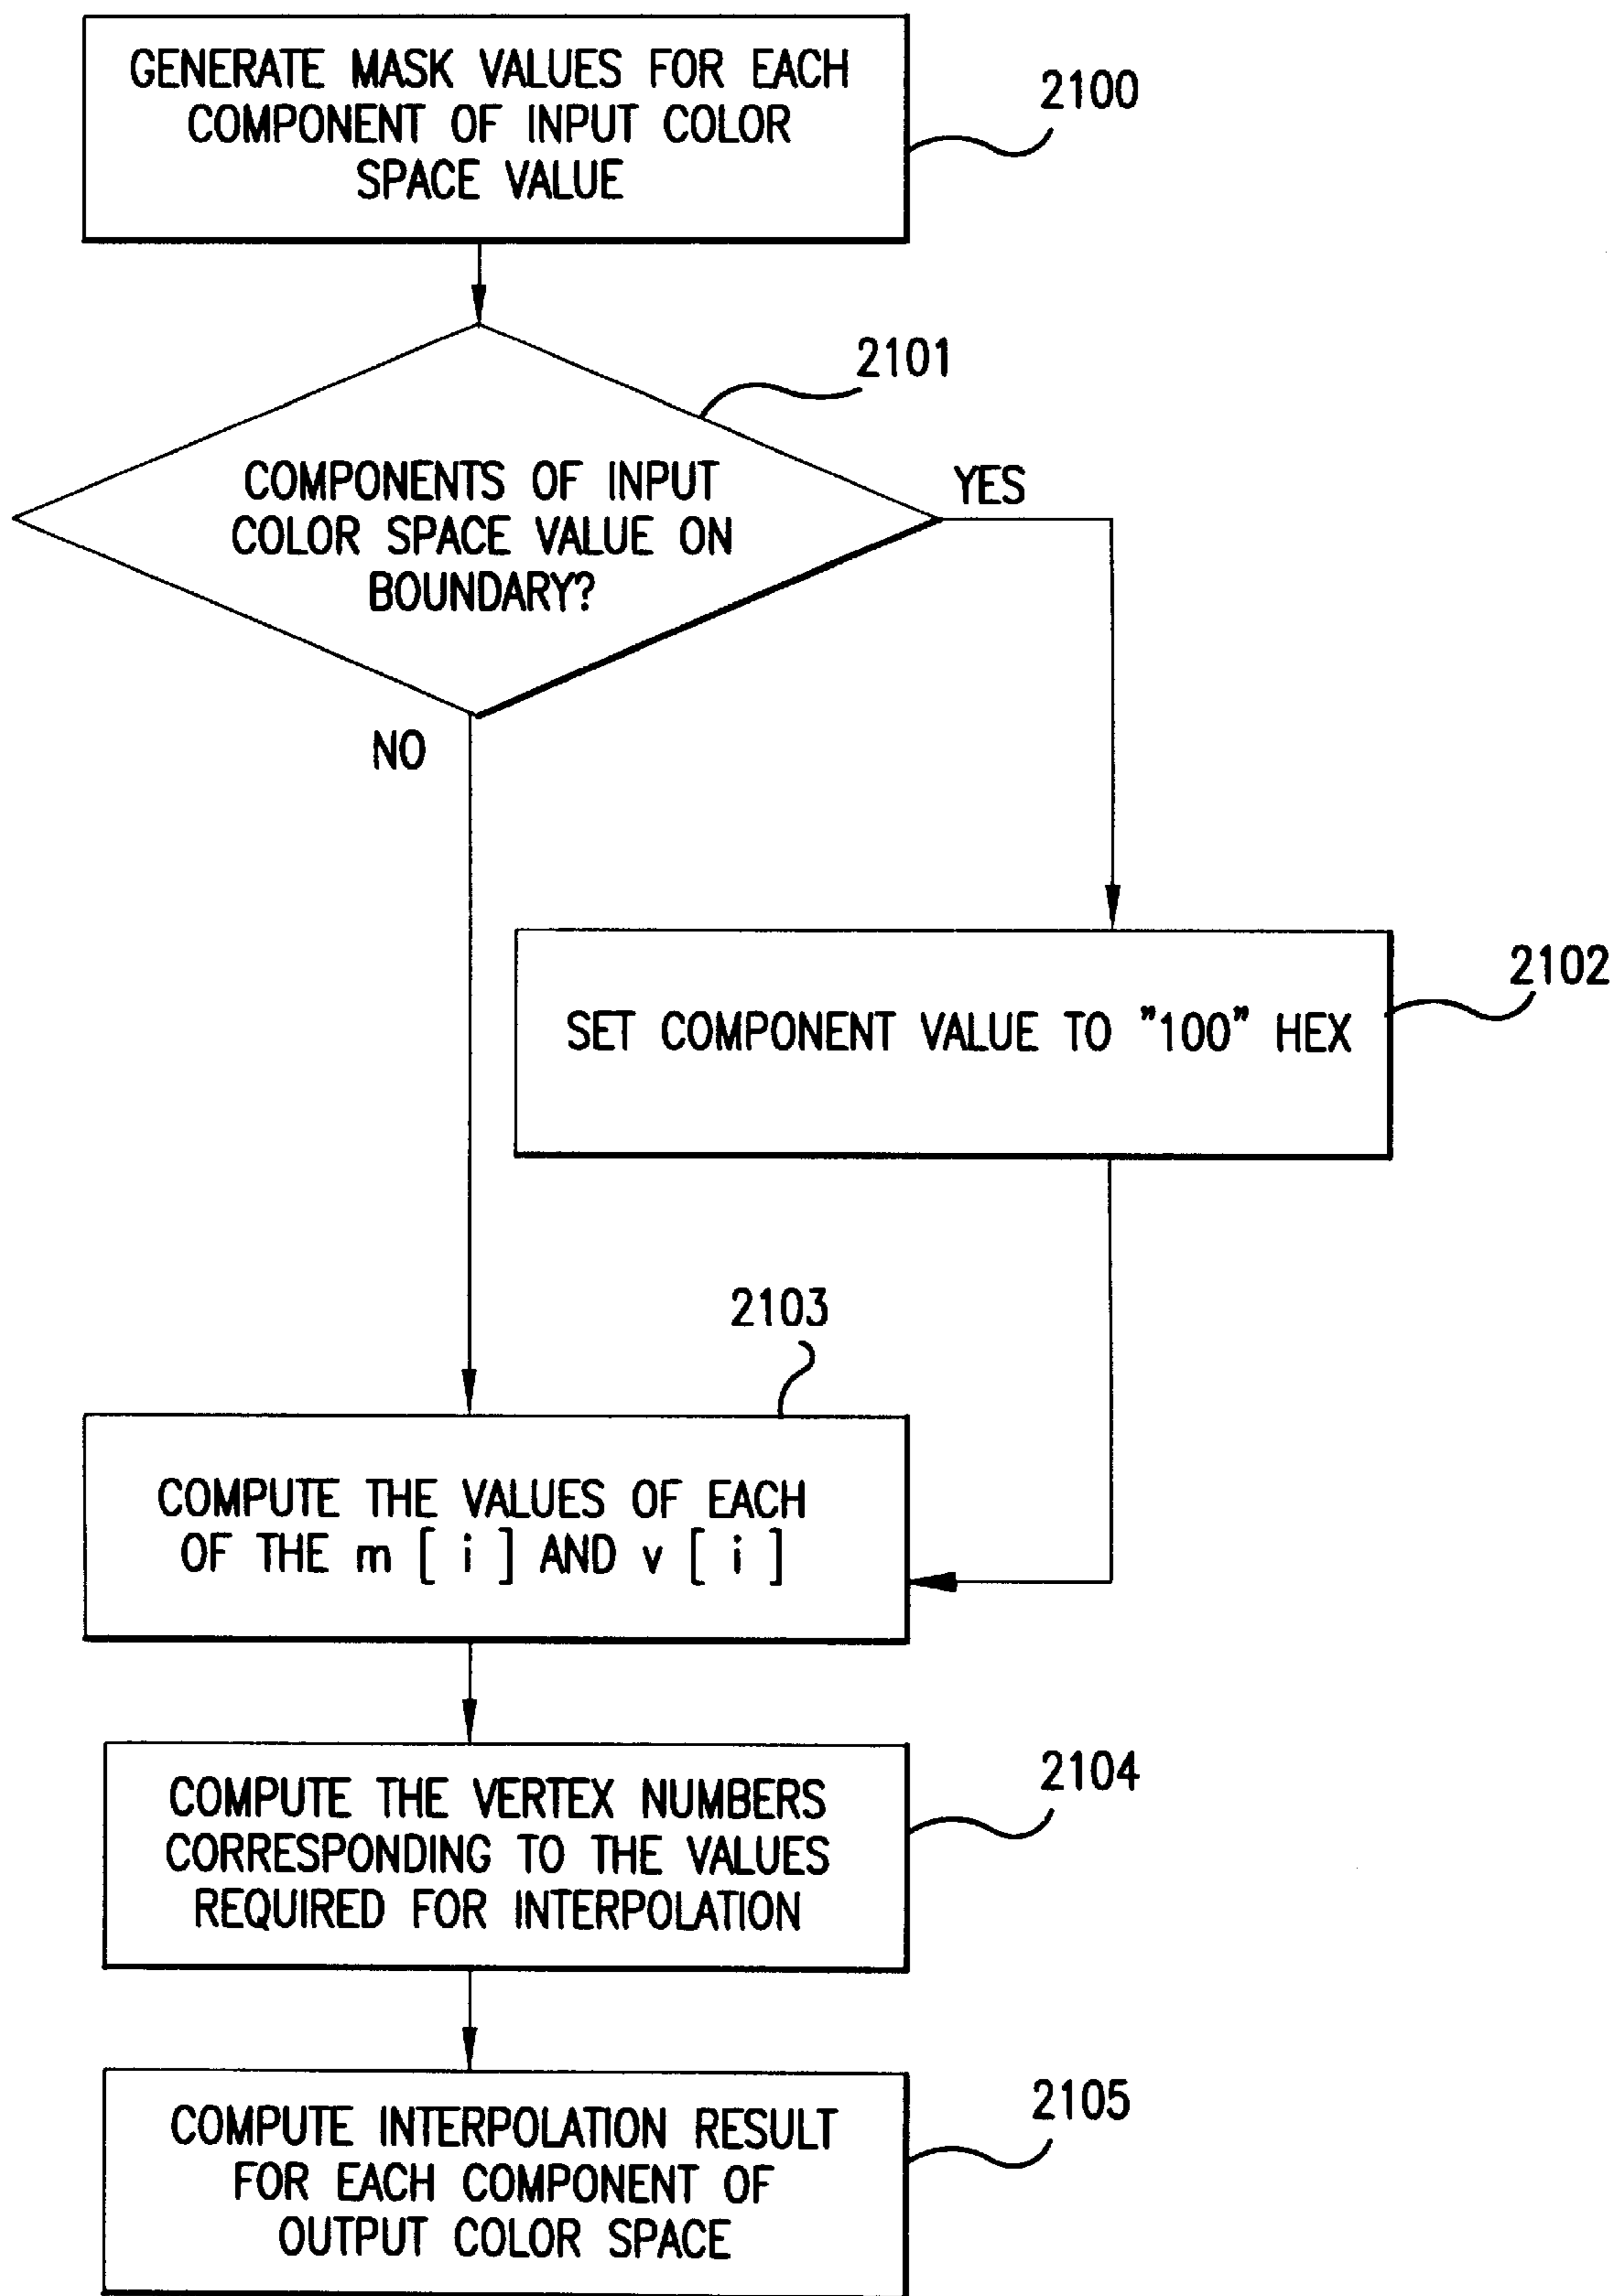 GENERATE MASK VALUES FOR EACH
COMPONENT OF INPUT COLOR
SPACE VALUE
2100
2101
COMPONENTS OF INPUT
COLOR SPACE VALUE ON
BOUNDARY?
YES
NO
2102
SET COMPONENT VALUE TO "100" HEX
2103
COMPUTE THE VALUES OF EACH
OF THE m [ i ] AND v [ i ]
2104
COMPUTE THE VERTEX NUMBERS
CORRESPONDING TO THE VALUES
REQUIRED FOR INTERPOLATION
2105
COMPUTE INTERPOLATION RESULT
FOR EACH COMPONENT OF
OUTPUT COLOR SPACE